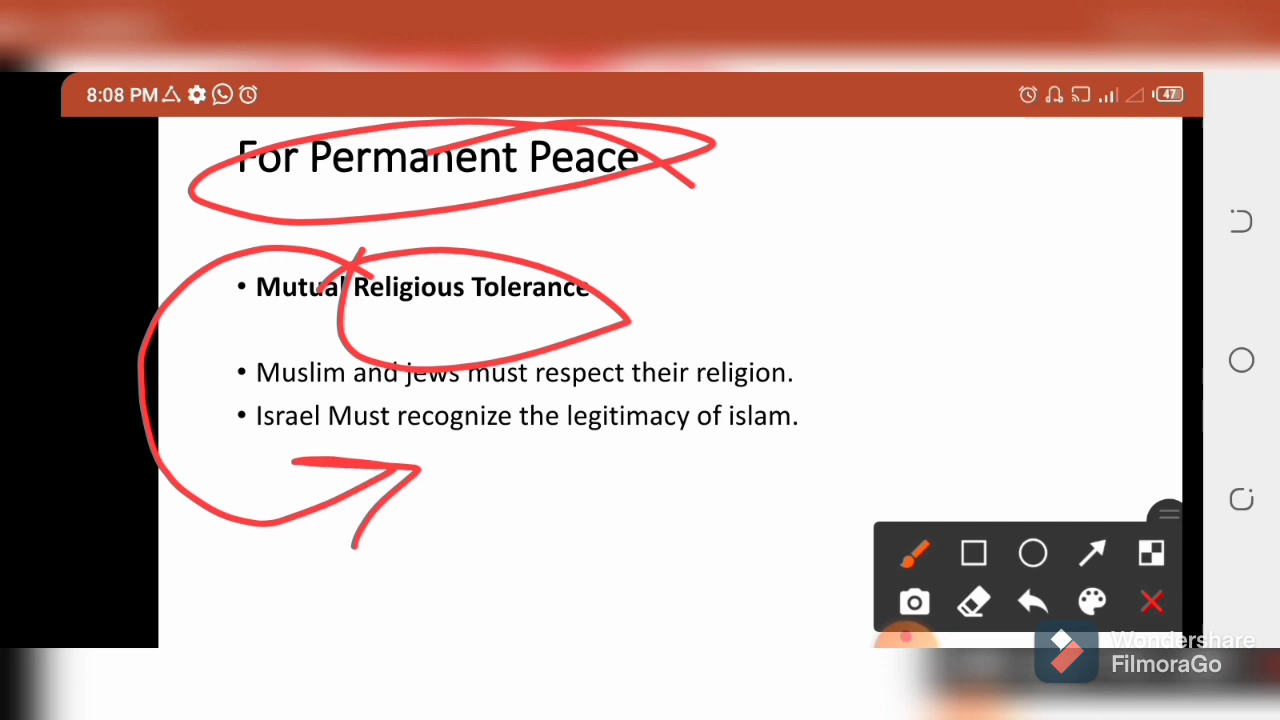 8:08 PM
47
For Permanent Peace
• Mutual Religious Tolerance
• Muslim and jews must respect their religion.
• Israel Must recognize the legitimacy of islam.
Wondershare
FilmoraGo